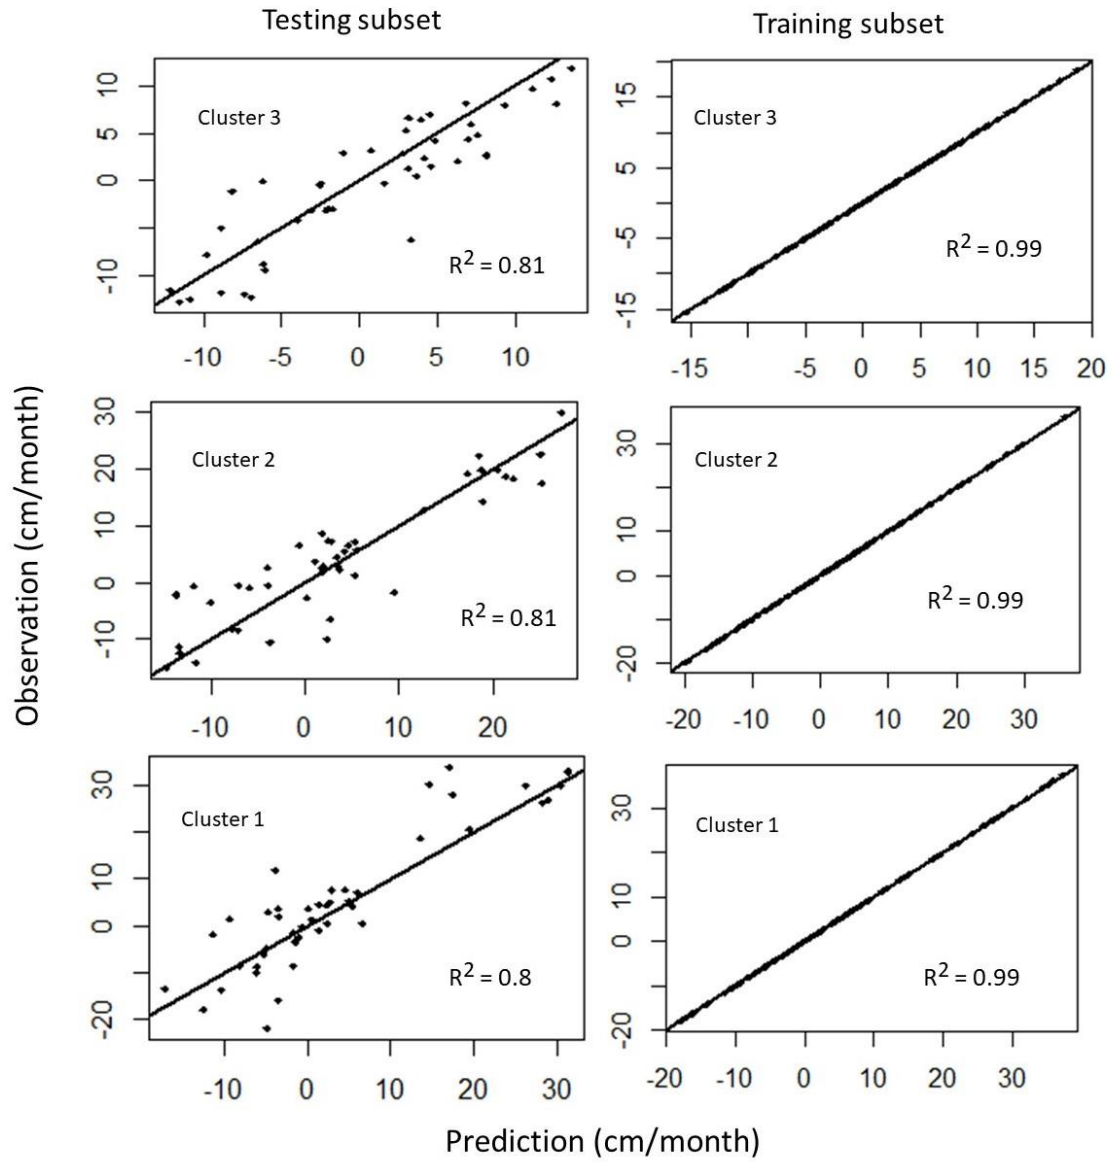 Testing subset
Training subset
Cluster 3
R² = 0.81
10
5
0
-10
-10 -5 0 5 10
Cluster 3
R² = 0.99
15
5
-5
-15
-15 -5 0 5 10 15 20
Observation (cm/month)
Cluster 2
R² = 0.81
30
20
10
0
-10
-10 0 10 20
Cluster 2
R² = 0.99
30
10
0
-20
-20 -10 0 10 20 30
Cluster 1
R² = 0.8
30
10
0
-20
-10 0 10 20 30
Cluster 1
R² = 0.99
30
10
0
-20
-20 -10 0 10 20 30
Prediction (cm/month)